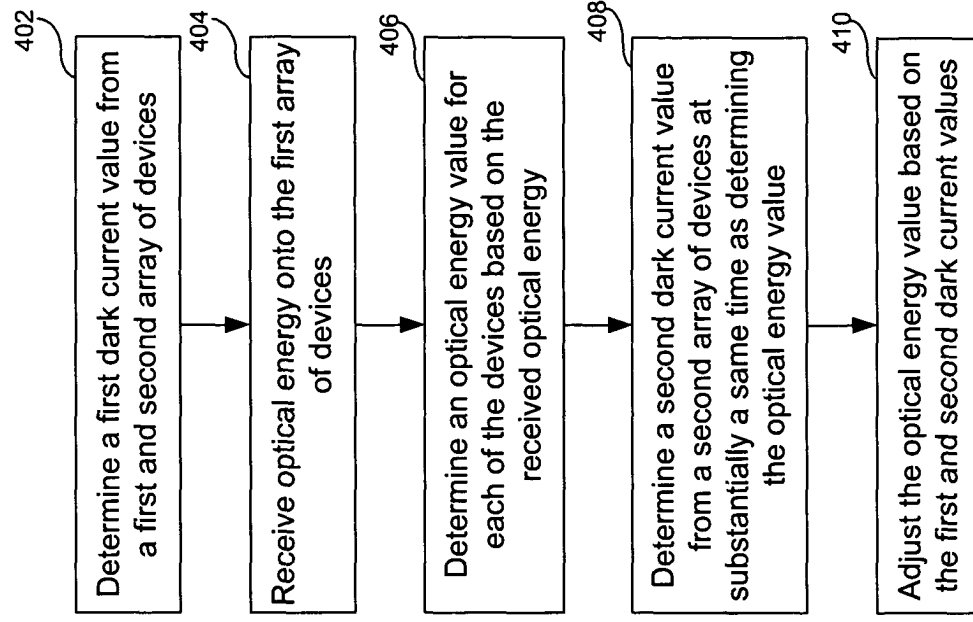 402
Determine a first dark current value from
a first and second array of devices
404
Receive optical energy onto the first array
of devices
406
Determine an optical energy value for
each of the devices based on the
received optical energy
408
Determine a second dark current value
from a second array of devices at
substantially a same time as determining
the optical energy value
410
Adjust the optical energy value based on
the first and second dark current values